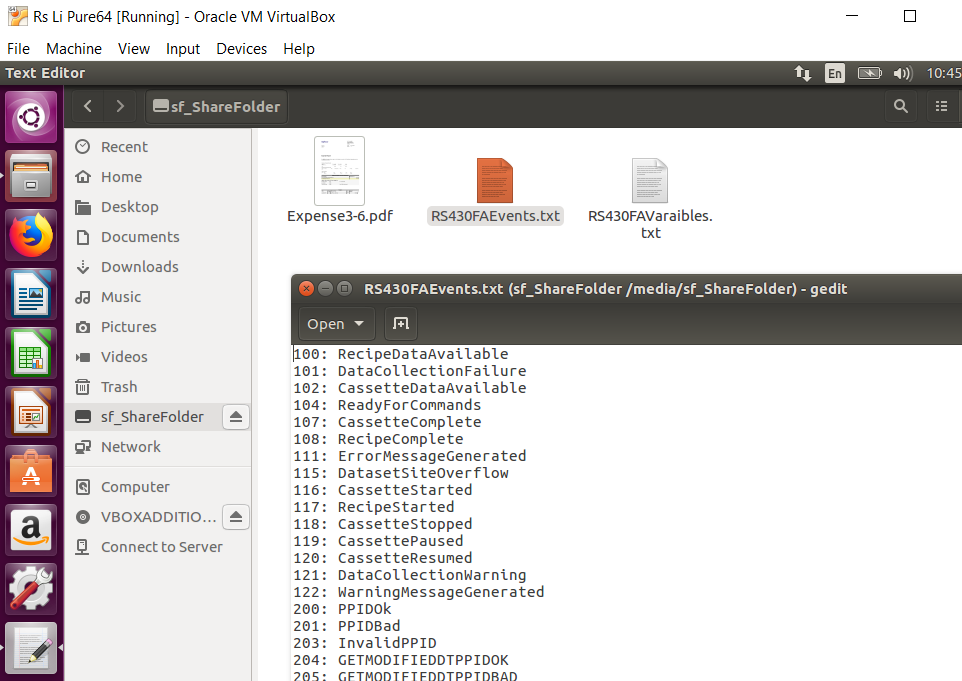 Rs Li Pure64 [Running] - Oracle VM VirtualBox
File Machine View Input Devices Help
Text Editor En 10:45
sf_ShareFolder
Recent
Home
Desktop
Documents
Downloads
Music
Pictures
Videos
Trash
sf_ShareFolder
Network
Computer
VBOXADDITIO...
Connect to Server
Expense3-6.pdf
RS430FAEvents.txt
RS430FAVaraibles.
txt
RS430FAEvents.txt (sf_ShareFolder /media/sf_ShareFolder) - gedit
Open
100: RecipeDataAvailable
101: DataCollectionFailure
102: CassetteDataAvailable
104: ReadyForCommands
107: CassetteComplete
108: RecipeComplete
111: ErrorMessageGenerated
115: DatasetSiteOverflow
116: CassetteStarted
117: RecipeStarted
118: CassetteStopped
119: CassettePaused
120: CassetteResumed
121: DataCollectionWarning
122: WarningMessageGenerated
200: PPIDOk
201: PPIDBad
203: InvalidPPID
204: GETMODIFIEDDTPPIDOK
205: GETMODIFIEDDTPPIDBAD